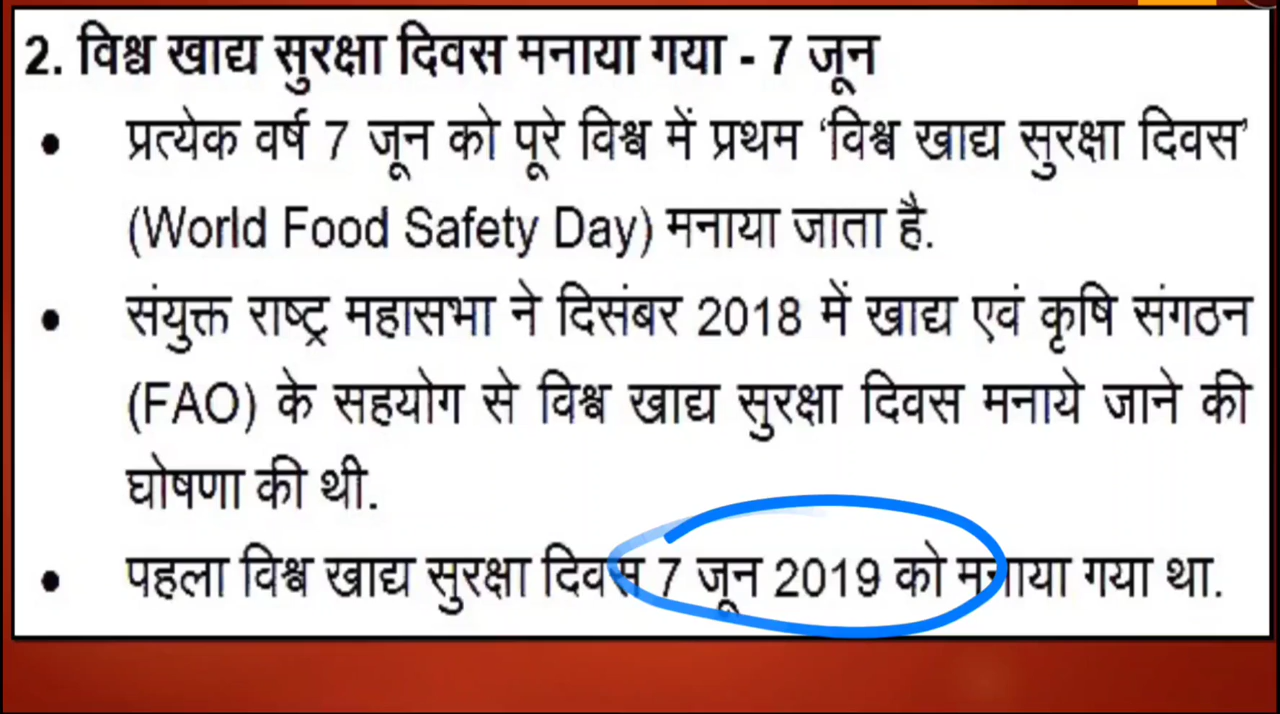 2. विश्व खाद्य सुरक्षा दिवस मनाया गया - 7 जून
• प्रत्येक वर्ष 7 जून को पूरे विश्व में प्रथम ‘विश्व खाद्य सुरक्षा दिवस’
(World Food Safety Day) मनाया जाता है.
• संयुक्त राष्ट्र महासभा ने दिसंबर 2018 में खाद्य एवं कृषि संगठन
(FAO) के सहयोग से विश्व खाद्य सुरक्षा दिवस मनाये जाने की
घोषणा की थी.
• पहला विश्व खाद्य सुरक्षा दिवस 7 जून 2019 को मनाया गया था.